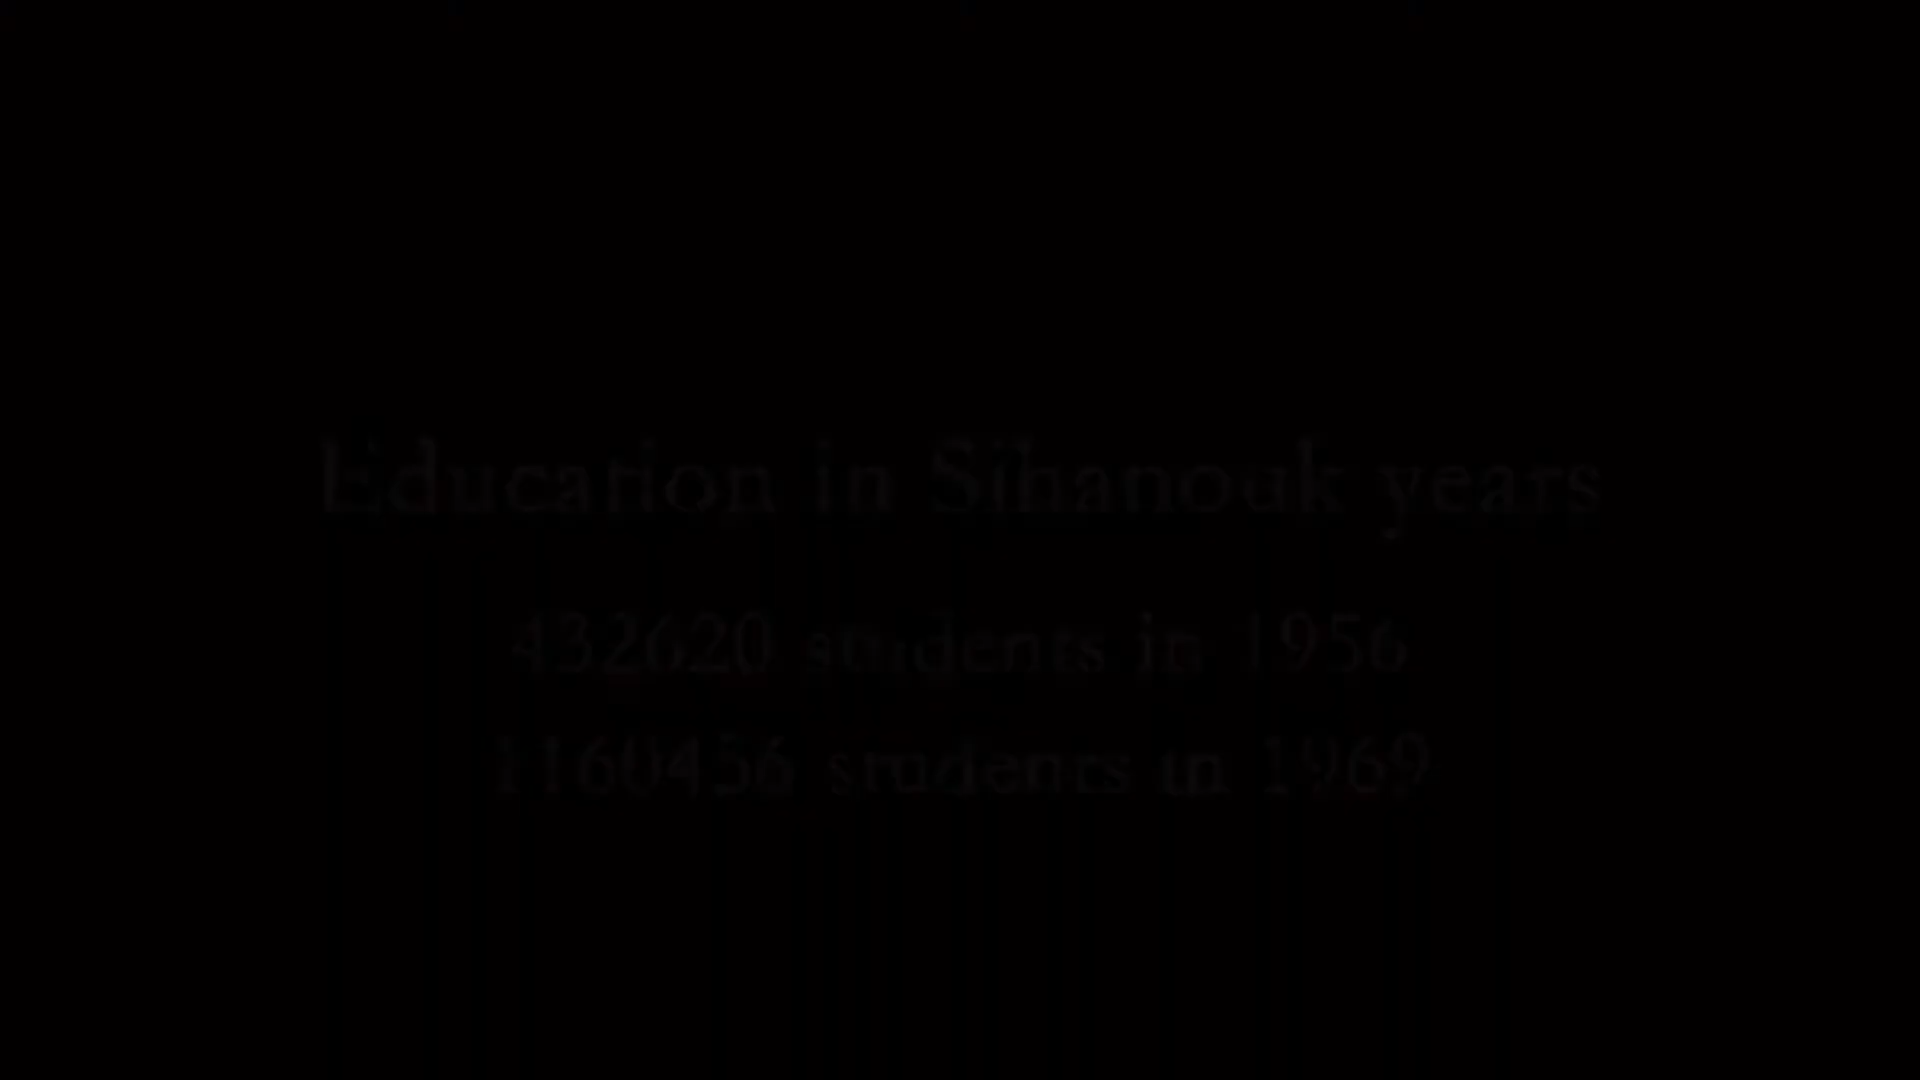 Education in Sihanouk years
432620 students in 1956
1160456 students in 1969